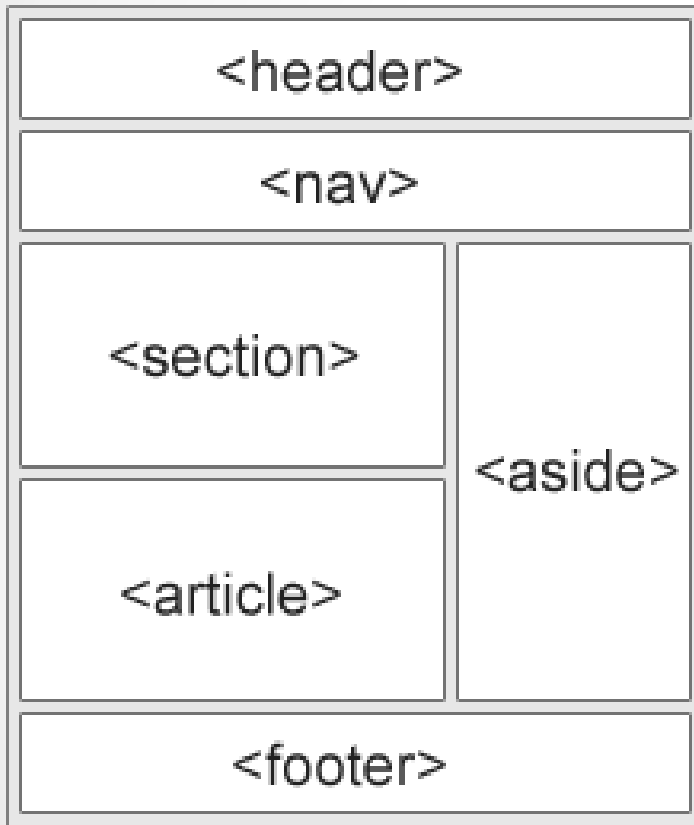 <header>
<nav>
<section>
<aside>
<article>
<footer>